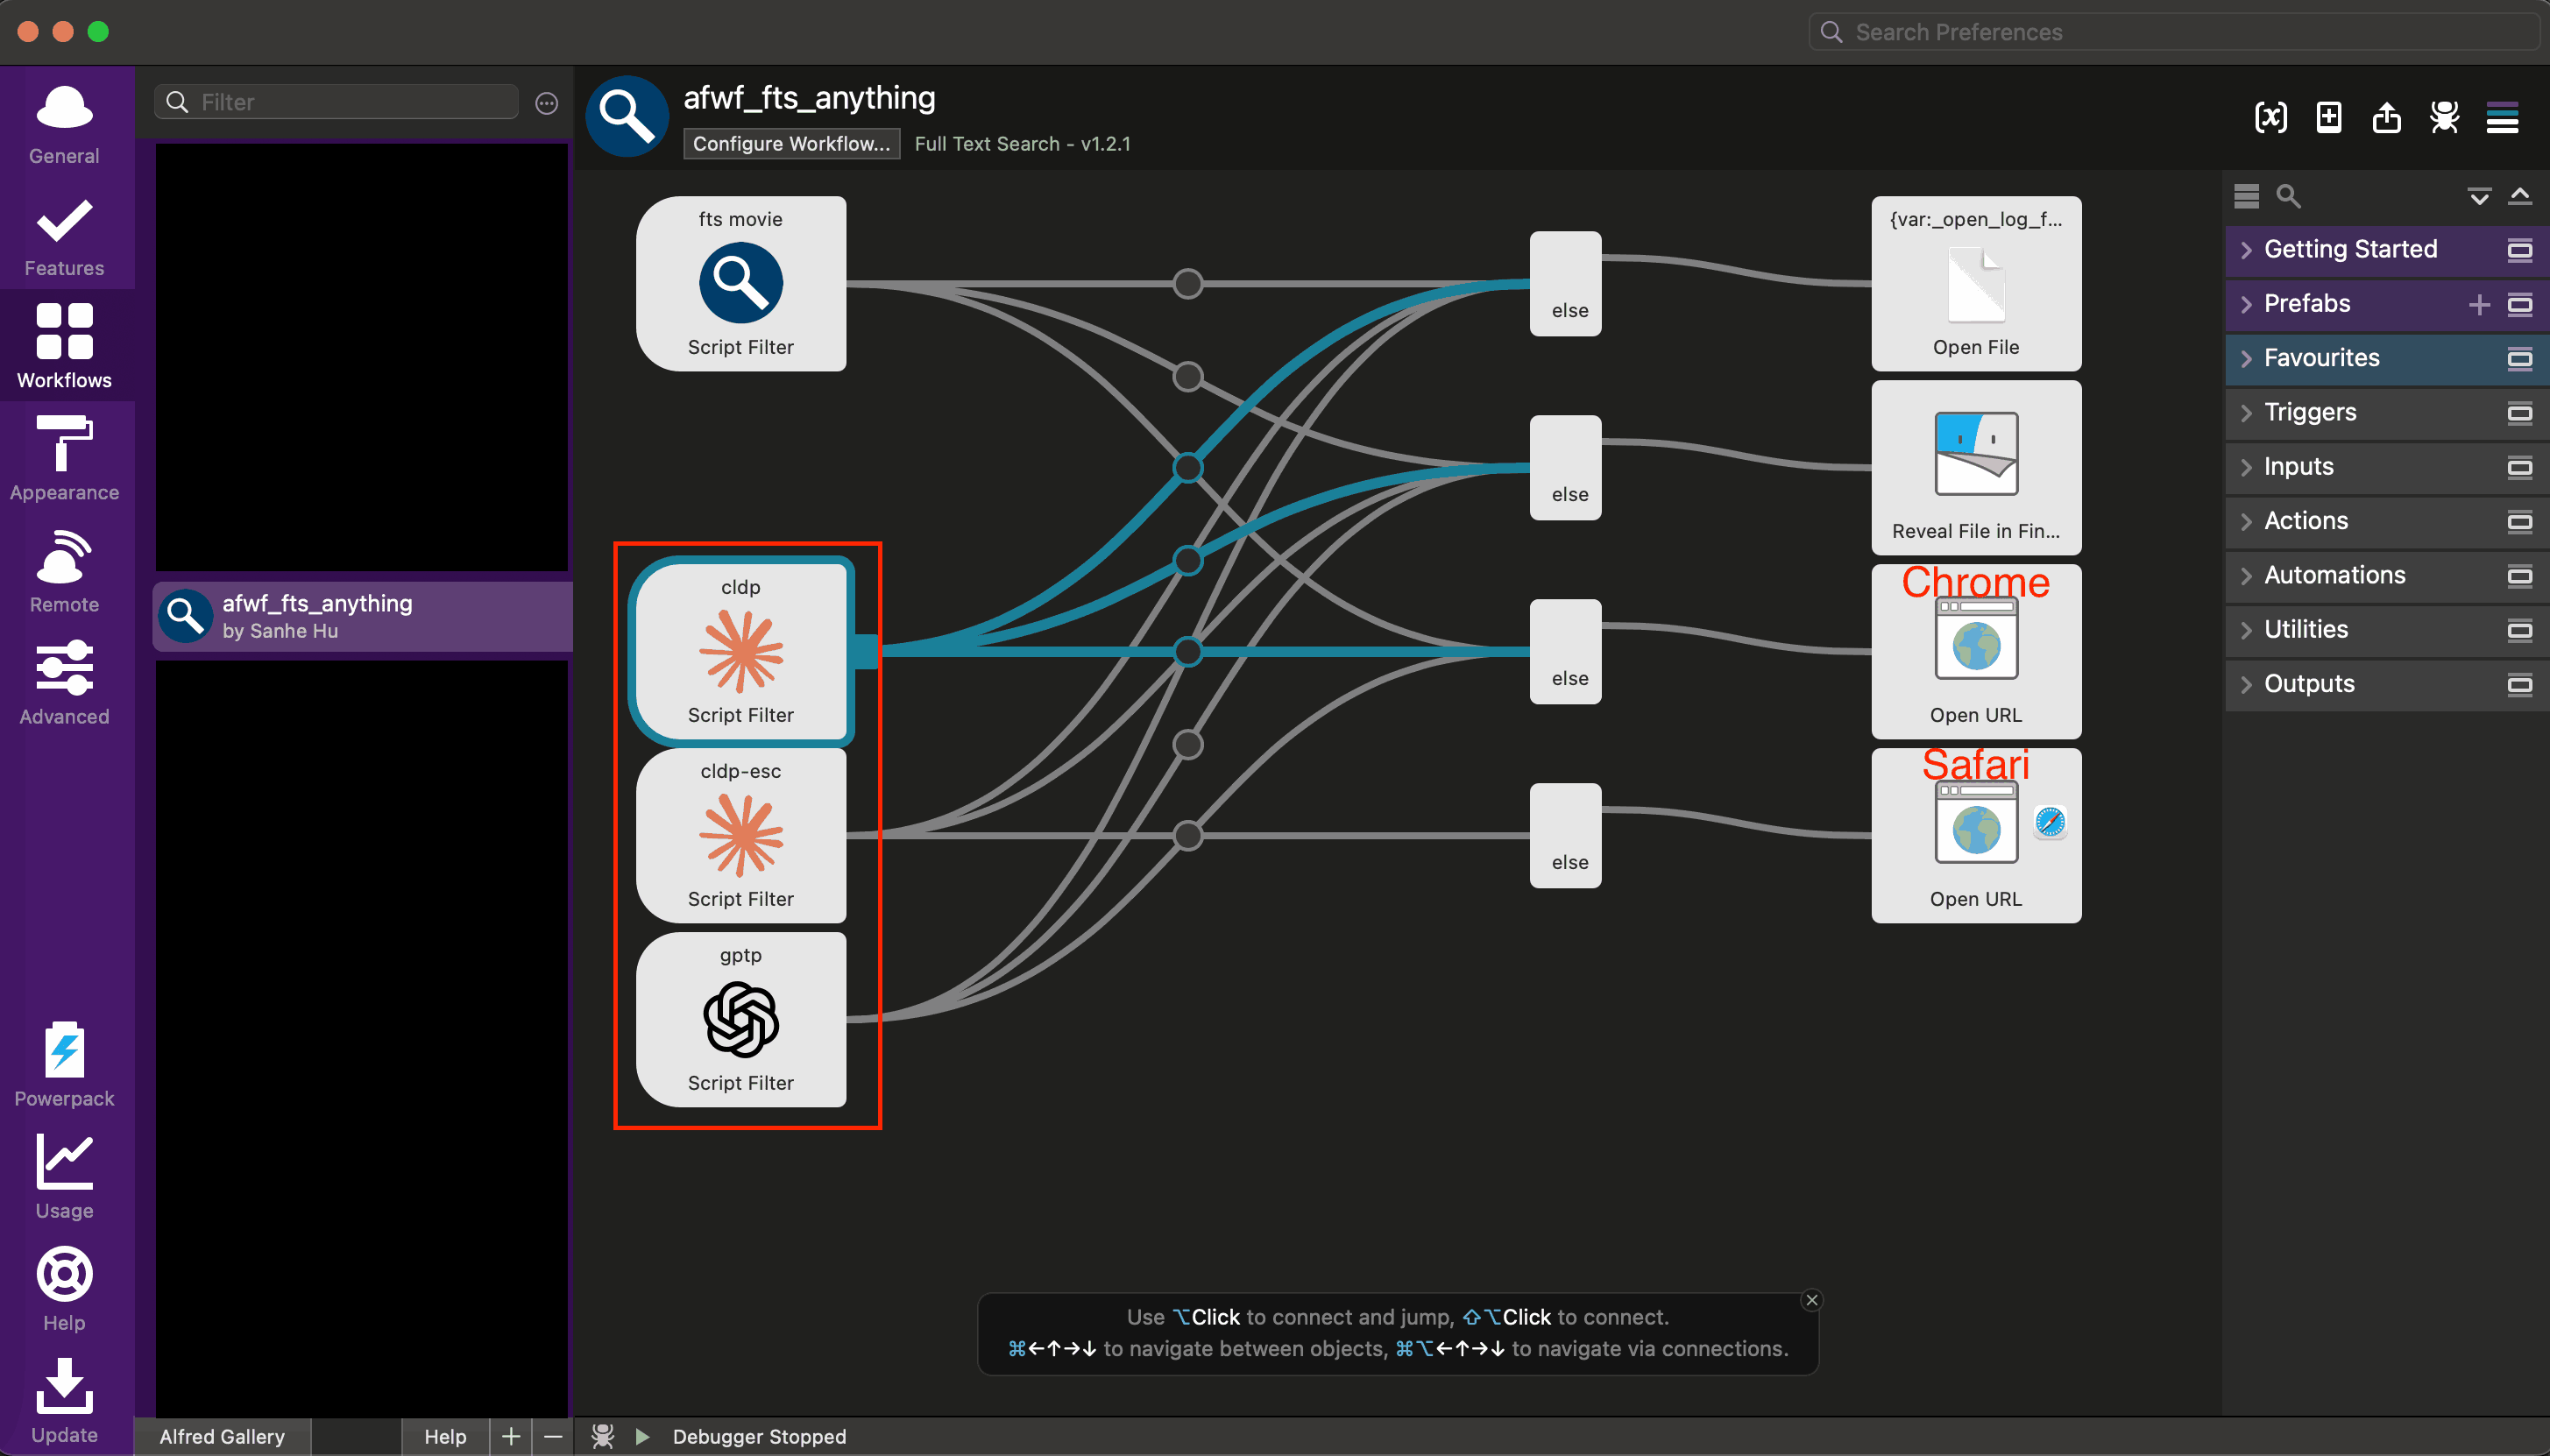 Search Preferences
General
Features
Workflows
Appearance
Remote
Advanced
Powerpack
Usage
Help
Update
Filter
afwf_fts_anything
by Sanhe Hu
Alfred Gallery
Help
+
−
afwf_fts_anything
Configure Workflow...
Full Text Search - v1.2.1
fts movie
Script Filter
cldp
Script Filter
cldp-esc
Script Filter
gptp
Script Filter
else
else
else
else
{var:_open_log_f...
Open File
Reveal File in Fin...
Chrome
Open URL
Safari
Open URL
Use ⌥Click to connect and jump, ⇧⌥Click to connect.
⌘←↑→↓ to navigate between objects, ⌘⌥←↑→↓ to navigate via connections.
Debugger Stopped
{x}
Getting Started
Prefabs
Favourites
Triggers
Inputs
Actions
Automations
Utilities
Outputs